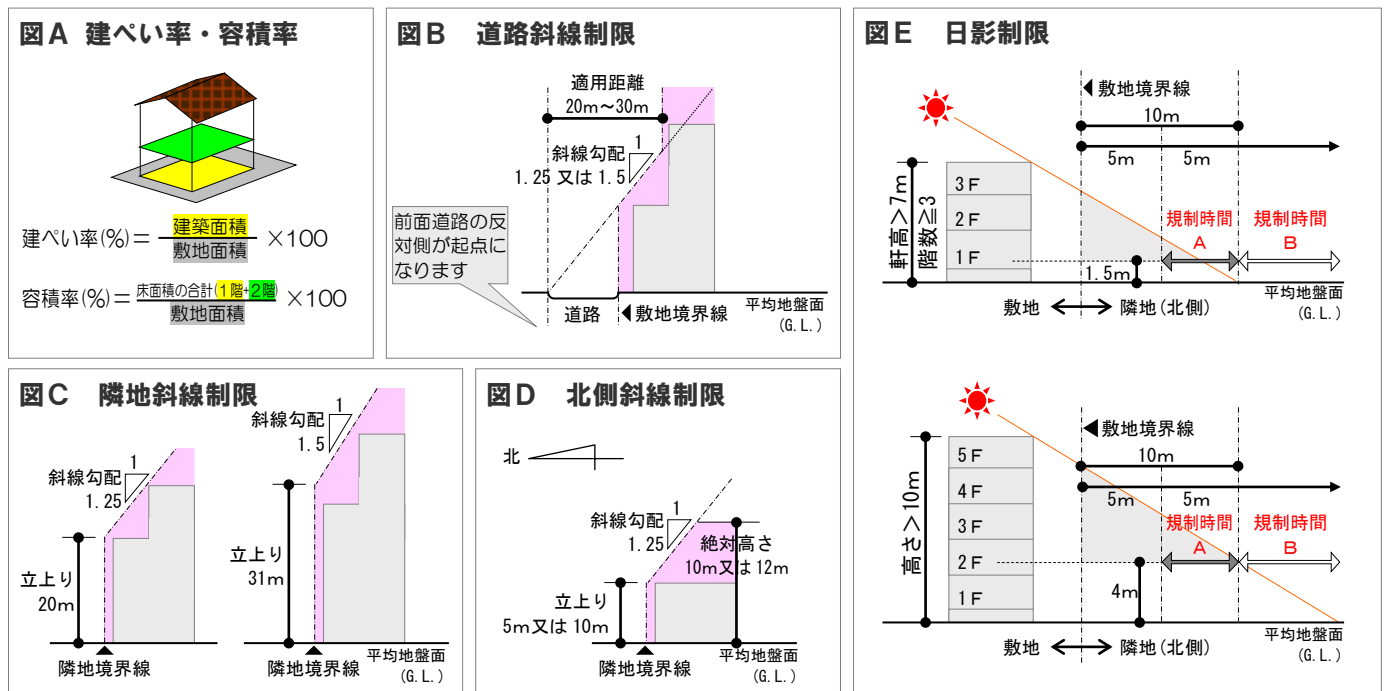 図A 建ぺい率・容積率
建ぺい率(%)＝ 建築面積 ×100
敷地面積
容積率(%)＝ 床面積の合計(1階+2階) ×100
敷地面積
図B 道路斜線制限
適用距離
20m～30m
斜線勾配
1
1.25 又は 1.5
前面道路の反
対側が起点に
なります
道路
敷地境界線
平均地盤面
(G.L.)
図C 隣地斜線制限
斜線勾配
1
1.25
立上り
20m
隣地境界線
斜線勾配
1
1.5
立上り
31m
隣地境界線
平均地盤面
(G.L.)
図D 北側斜線制限
北
斜線勾配
1
1.25
絶対高さ
10m又は12m
立上り
5m又は10m
隣地境界線
平均地盤面
(G.L.)
図E 日影制限
敷地境界線
10m
5m 5m
軒高>7m
階数≧3
3F
2F
1F
規制時間
A
規制時間
B
1.5m
敷地
隣地(北側)
平均地盤面
(G.L.)
敷地境界線
10m
5m 5m
高さ>10m
5F
4F
3F
2F
1F
規制時間
A
規制時間
B
4m
敷地
隣地(北側)
平均地盤面
(G.L.)